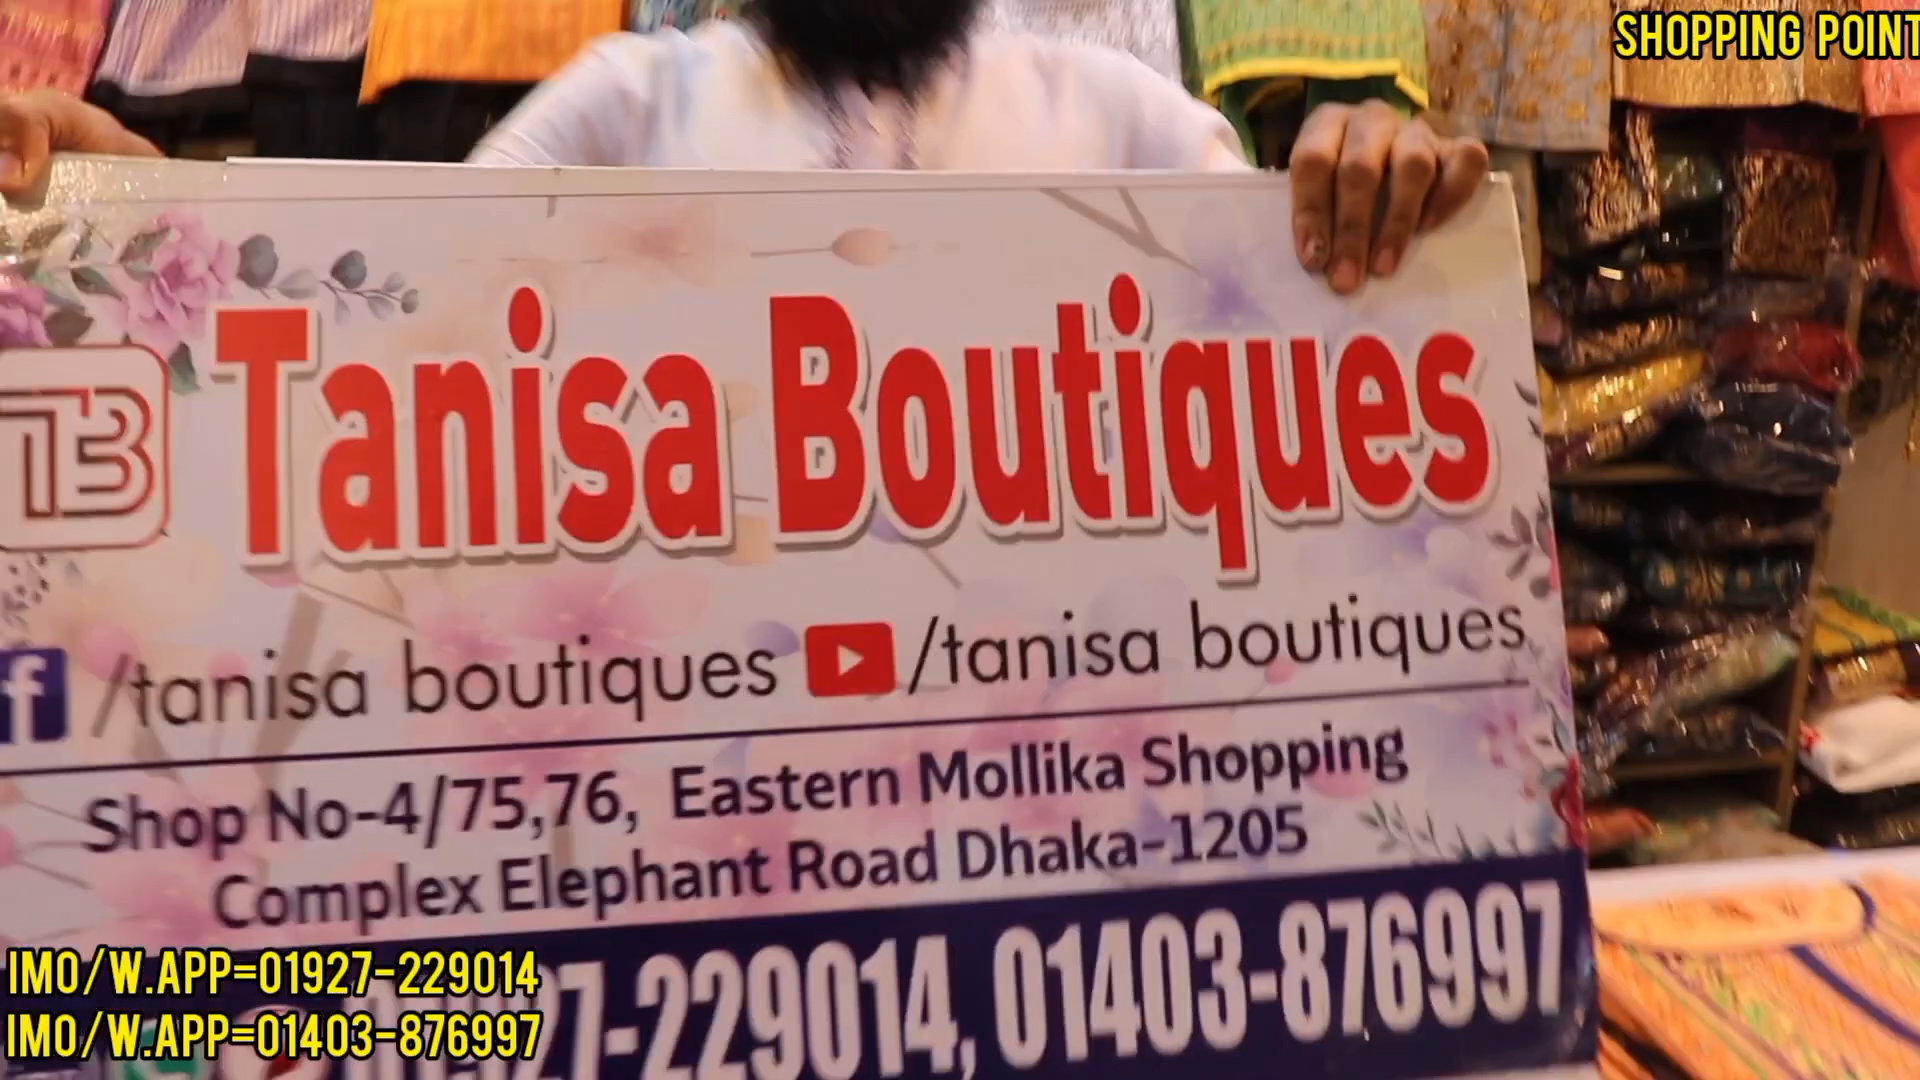 SHOPPING POINT
TB
Tanisa Boutiques
f /tanisa boutiques /tanisa boutiques
Shop No-4/75,76, Eastern Mollika Shopping
Complex Elephant Road Dhaka-1205
27-229014, 01403-876997
IMO/W.APP=01927-229014
IMO/W.APP=01403-876997